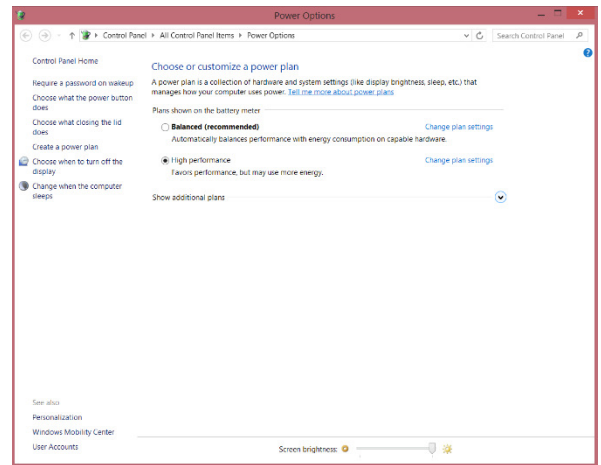 Power Options
Control Panel ▸ All Control Panel Items ▸ Power Options
Search Control Panel
Control Panel Home
Require a password on wakeup
Choose what the power button
does
Choose what closing the lid
does
Create a power plan
Choose when to turn off the
display
Change when the computer
sleeps
Choose or customize a power plan
A power plan is a collection of hardware and system settings (like display brightness, sleep, etc.) that
manages how your computer uses power. Tell me more about power plans
Plans shown on the battery meter
Balanced (recommended) Change plan settings
Automatically balances performance with energy consumption on capable hardware.
High performance Change plan settings
Favors performance, but may use more energy.
Show additional plans
See also
Personalization
Windows Mobility Center
User Accounts
Screen brightness: